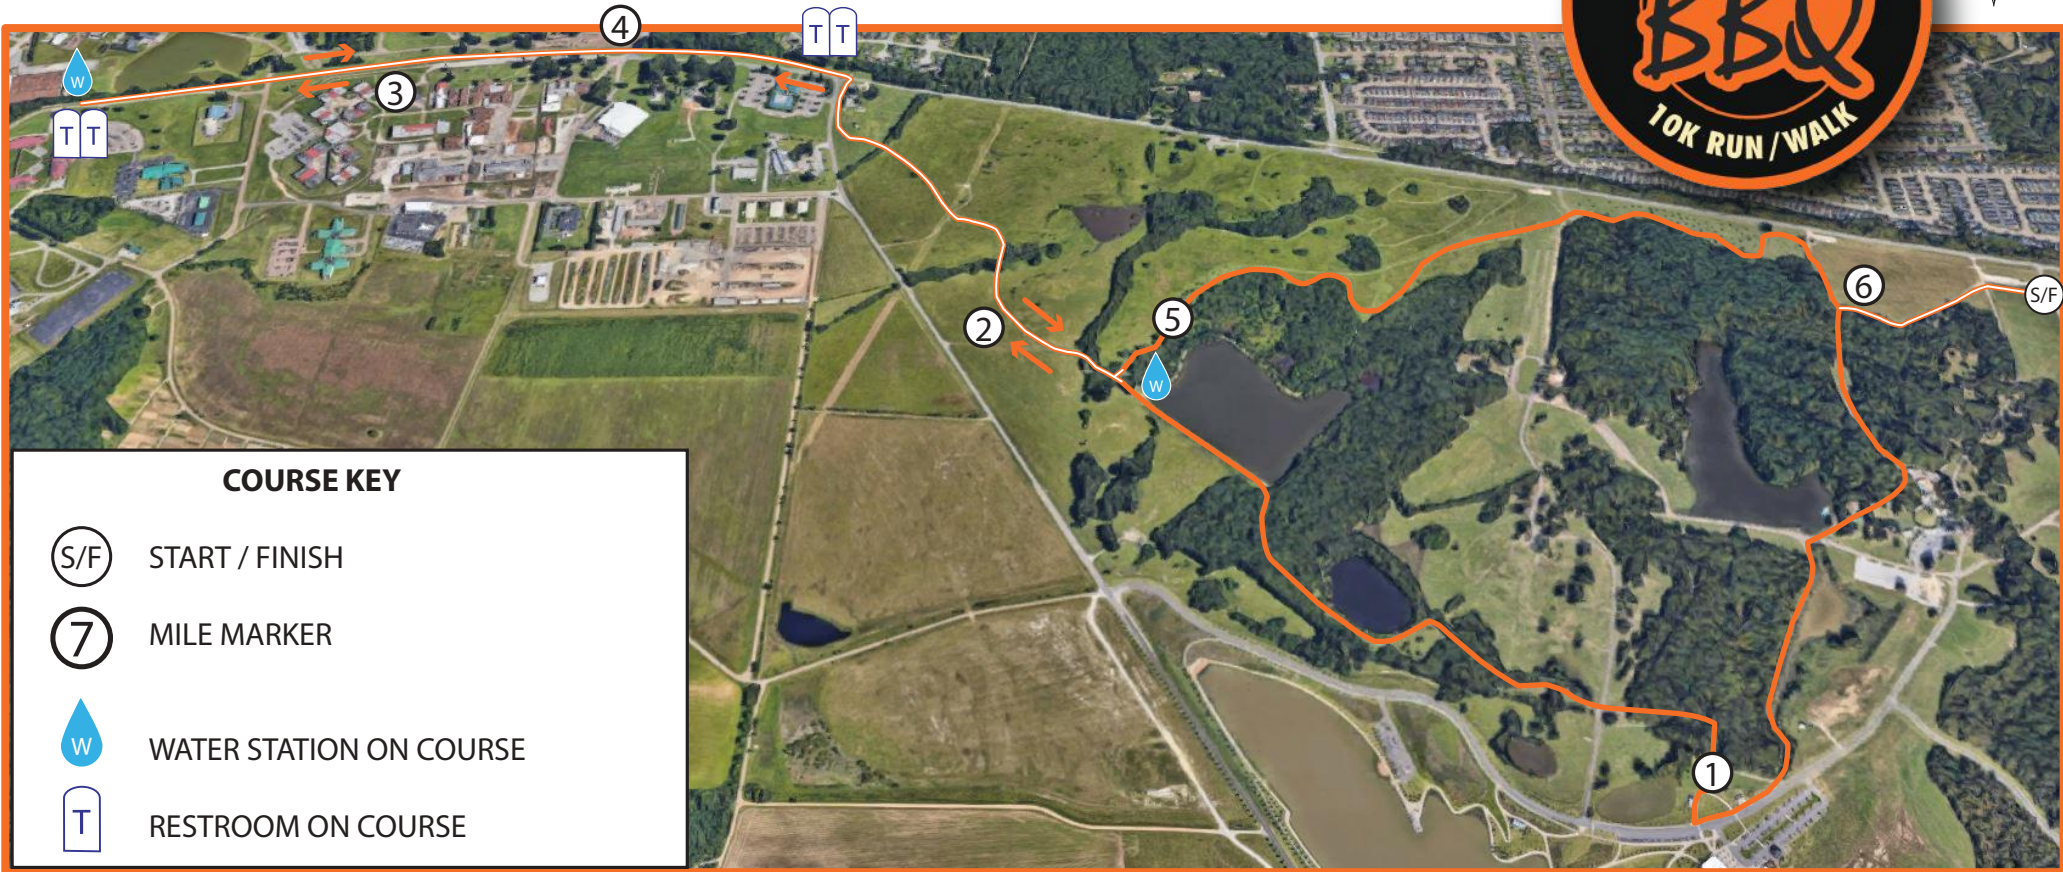 BBQ
10K RUN / WALK
4
T T
W
3
T T
6
S/F
5
2
W
1
COURSE KEY
S/F START / FINISH
7 MILE MARKER
W WATER STATION ON COURSE
T RESTROOM ON COURSE